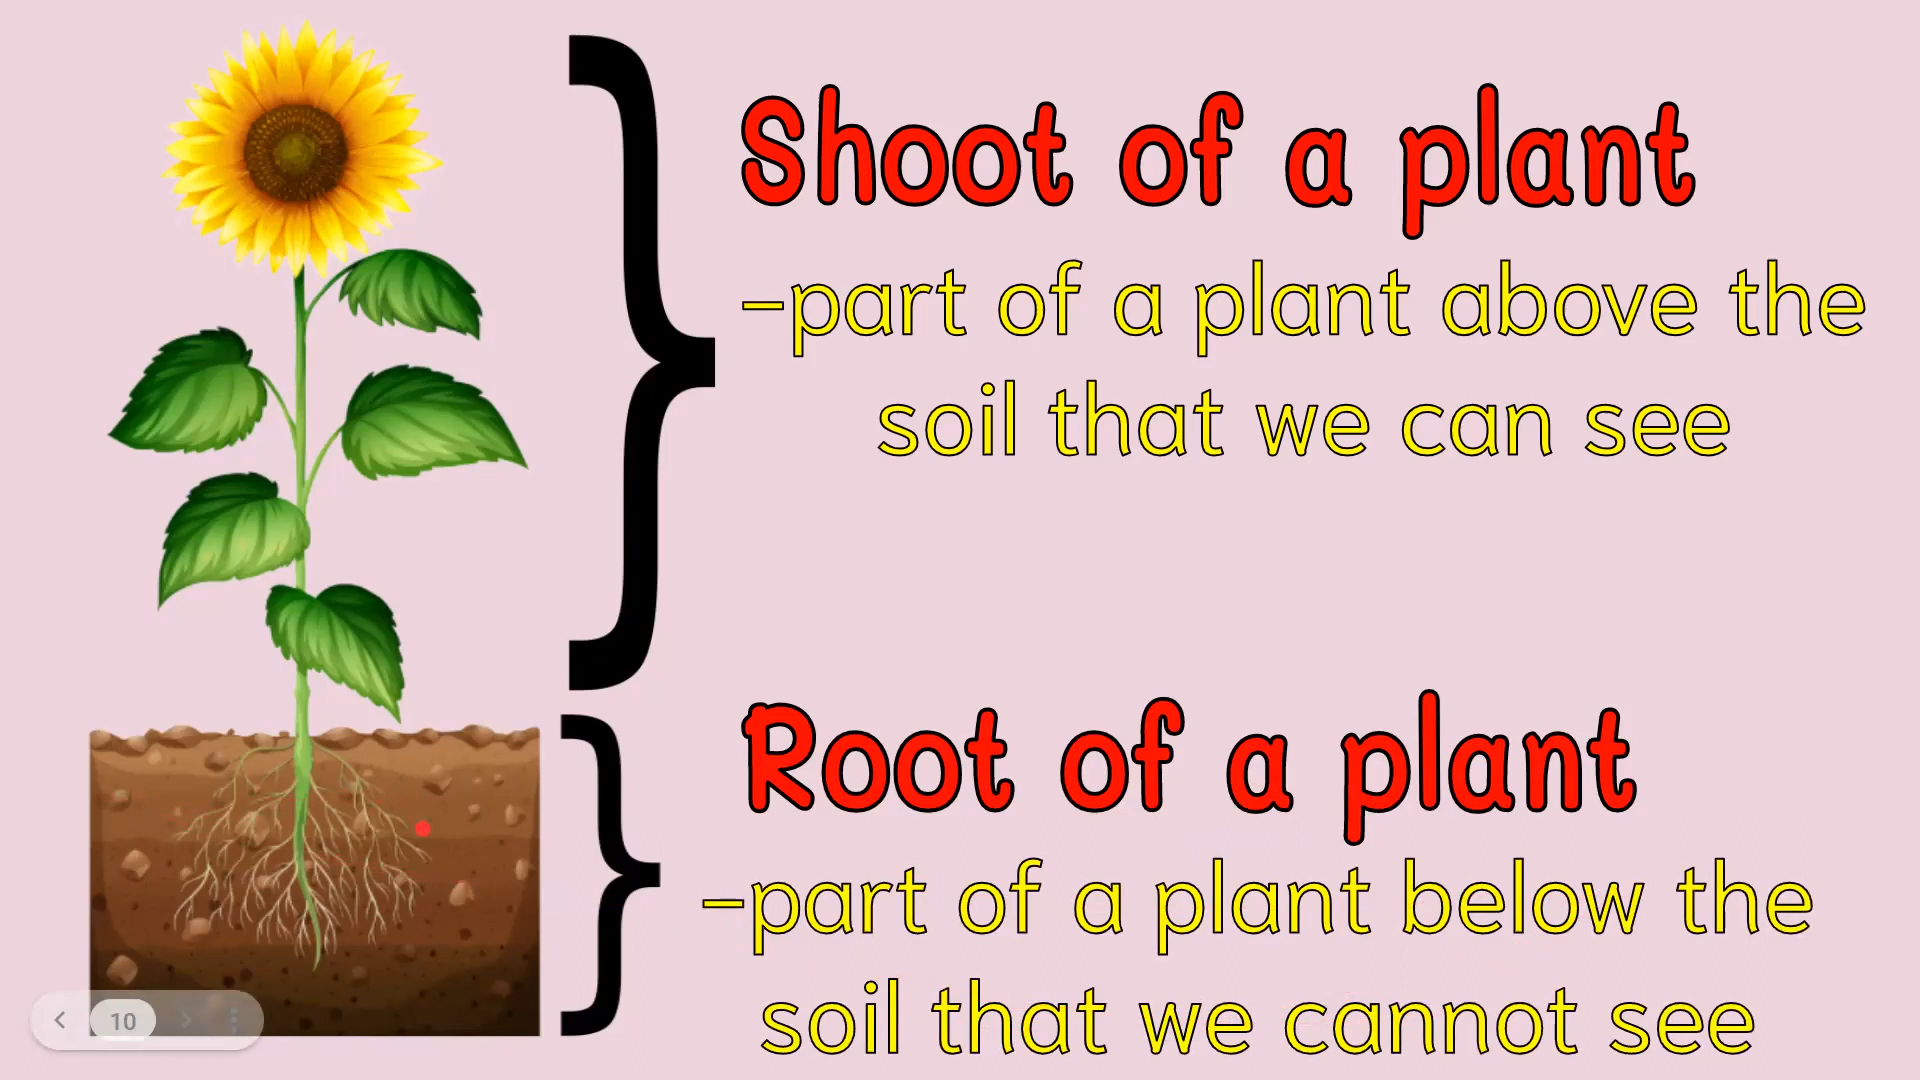 Shoot of a plant
-part of a plant above the
soil that we can see
Root of a plant
-part of a plant below the
soil that we cannot see
10